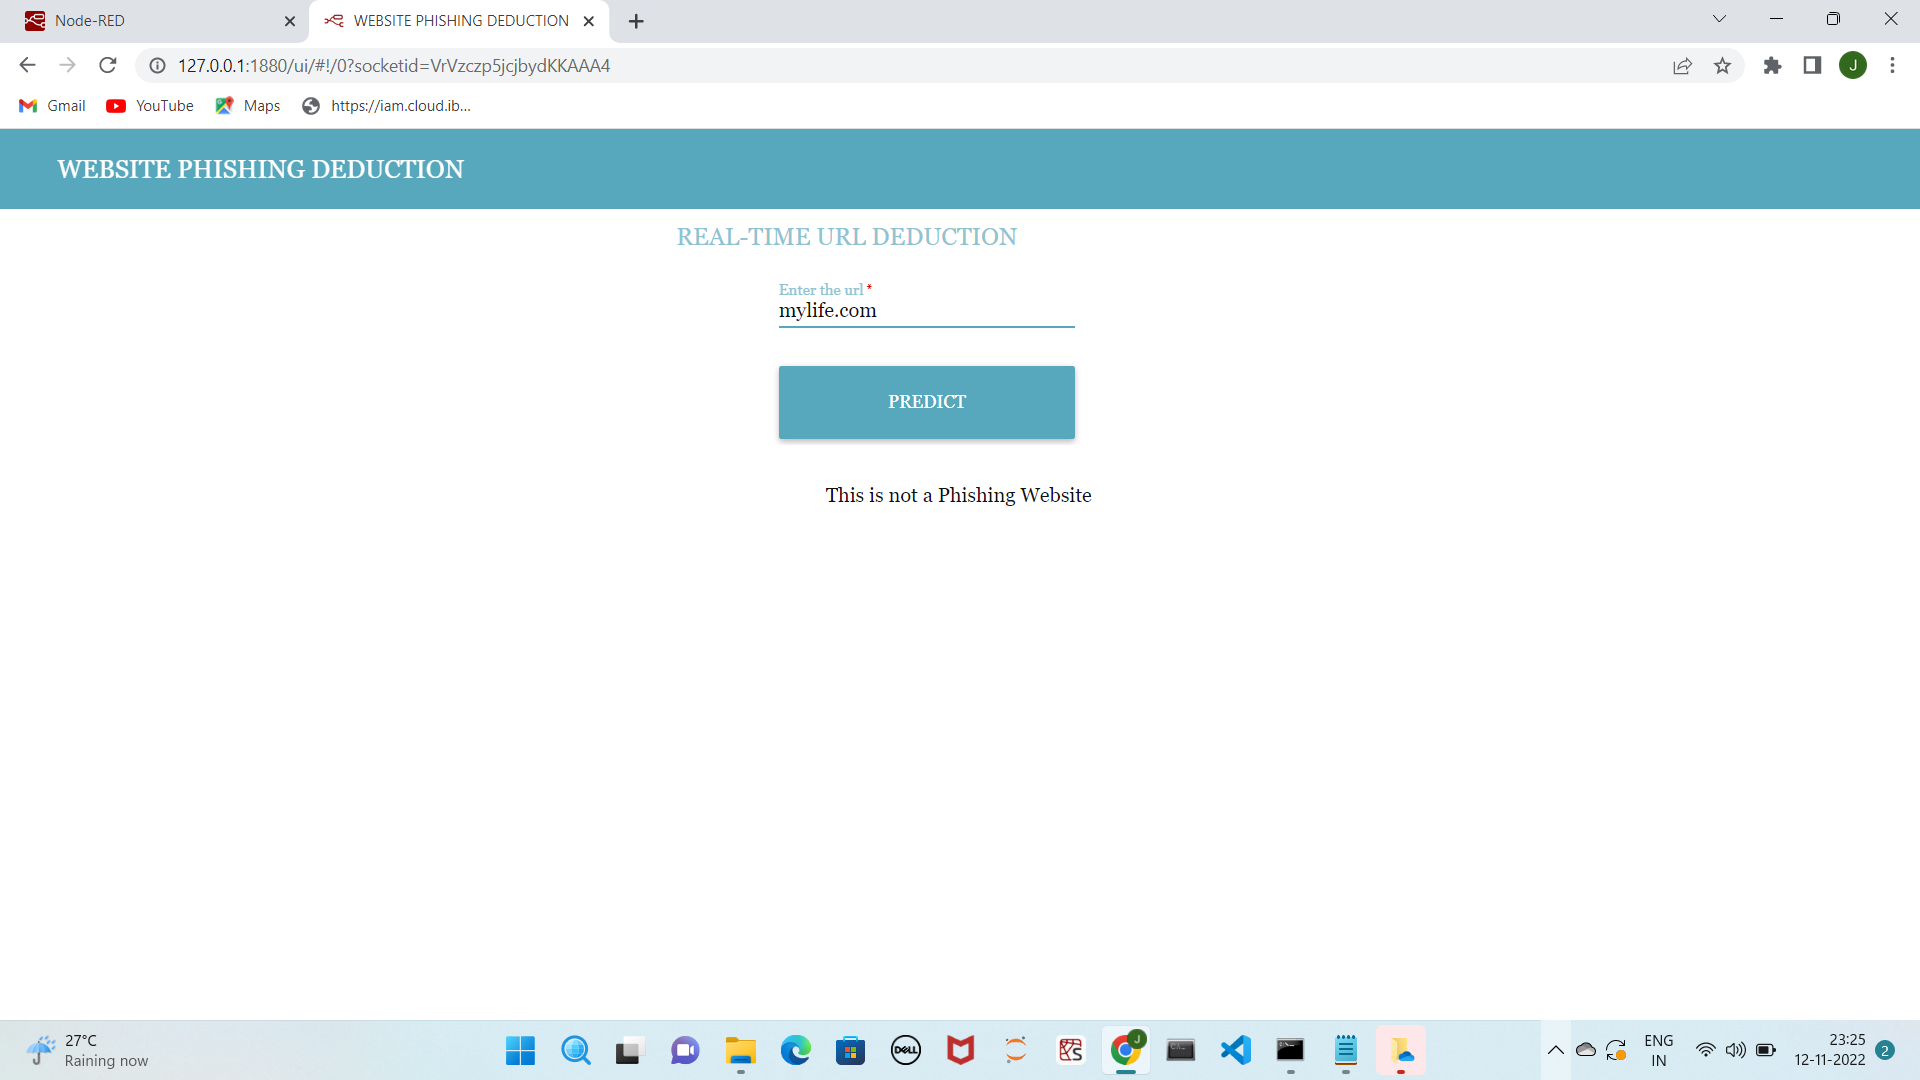 Node-RED
WEBSITE PHISHING DEDUCTION
127.0.0.1:1880/ui/#!/0?socketid=VrVzczp5jcjbydKKAAA4
J
Gmail
YouTube
Maps
https://iam.cloud.ib...
WEBSITE PHISHING DEDUCTION
REAL-TIME URL DEDUCTION
Enter the url *
mylife.com
PREDICT
This is not a Phishing Website
27°C
Raining now
DELL
J
ENG
IN
23:25
12-11-2022
2